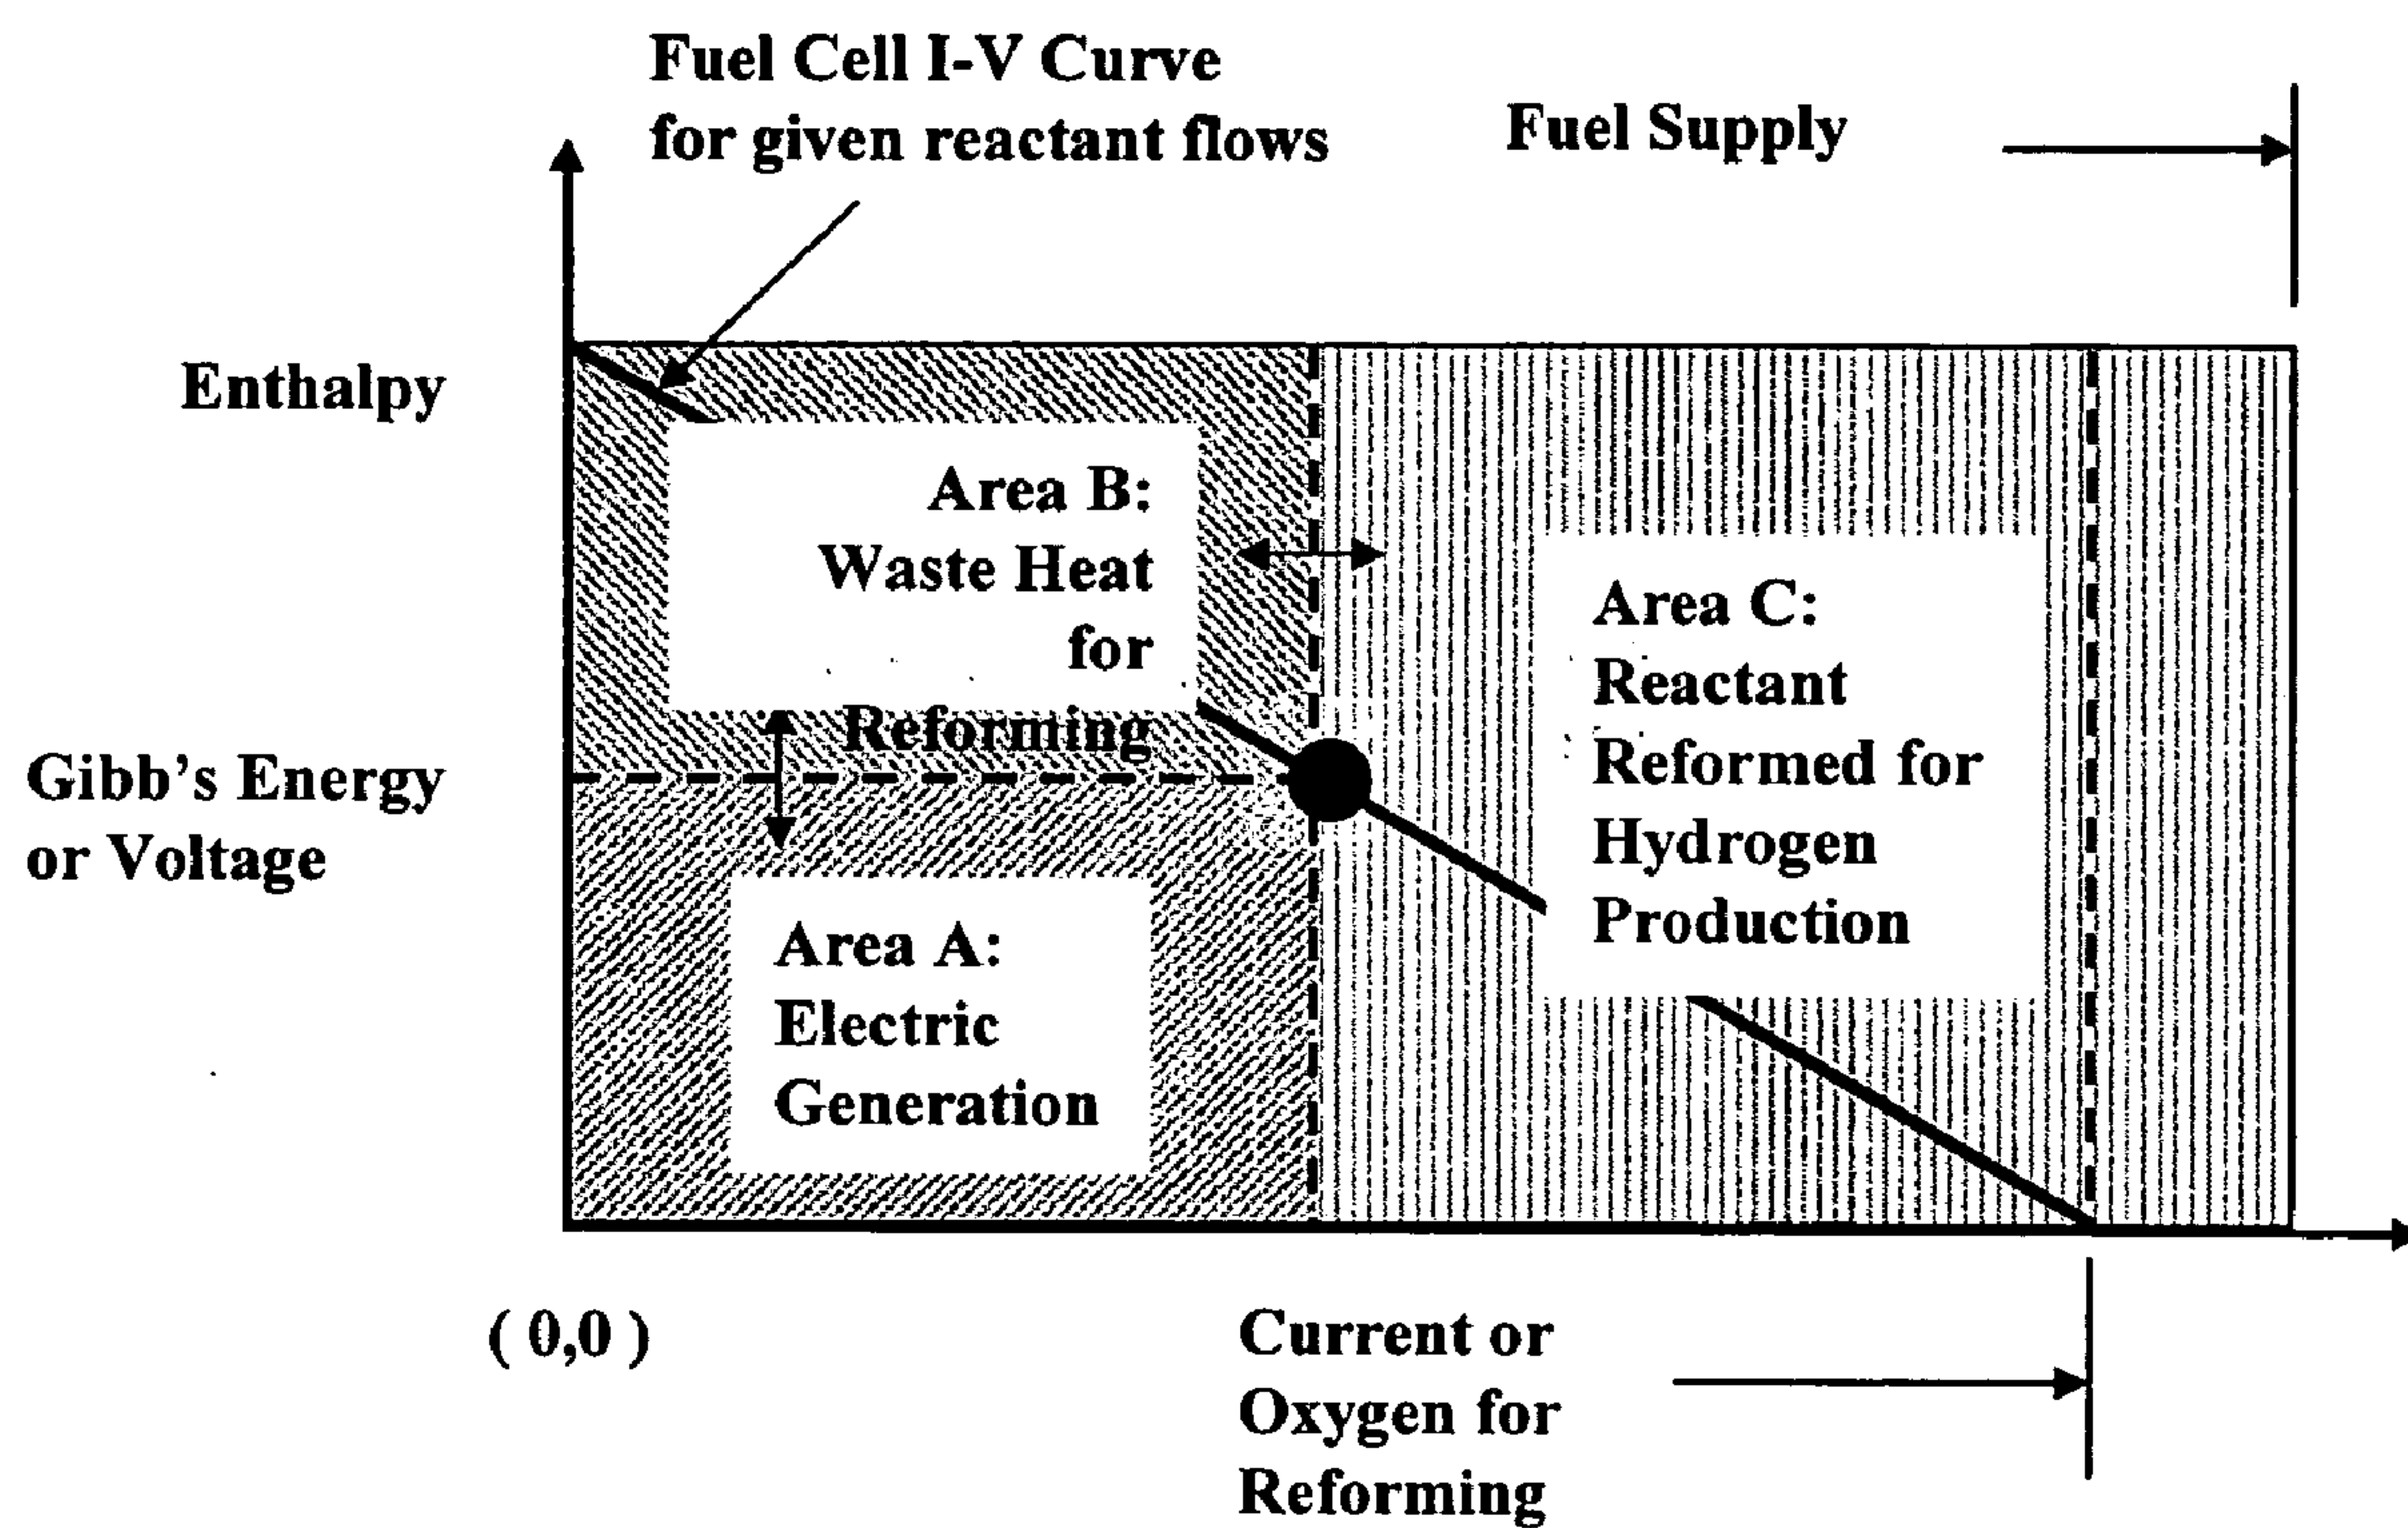 Fuel Cell I-V Curve
for given reactant flows
Fuel Supply
Enthalpy
Area B:
Waste Heat
for
Reforming
Gibb's Energy
or Voltage
Area C:
Reactant
Reformed for
Hydrogen
Production
Area A:
Electric
Generation
( 0,0 )
Current or
Oxygen for
Reforming